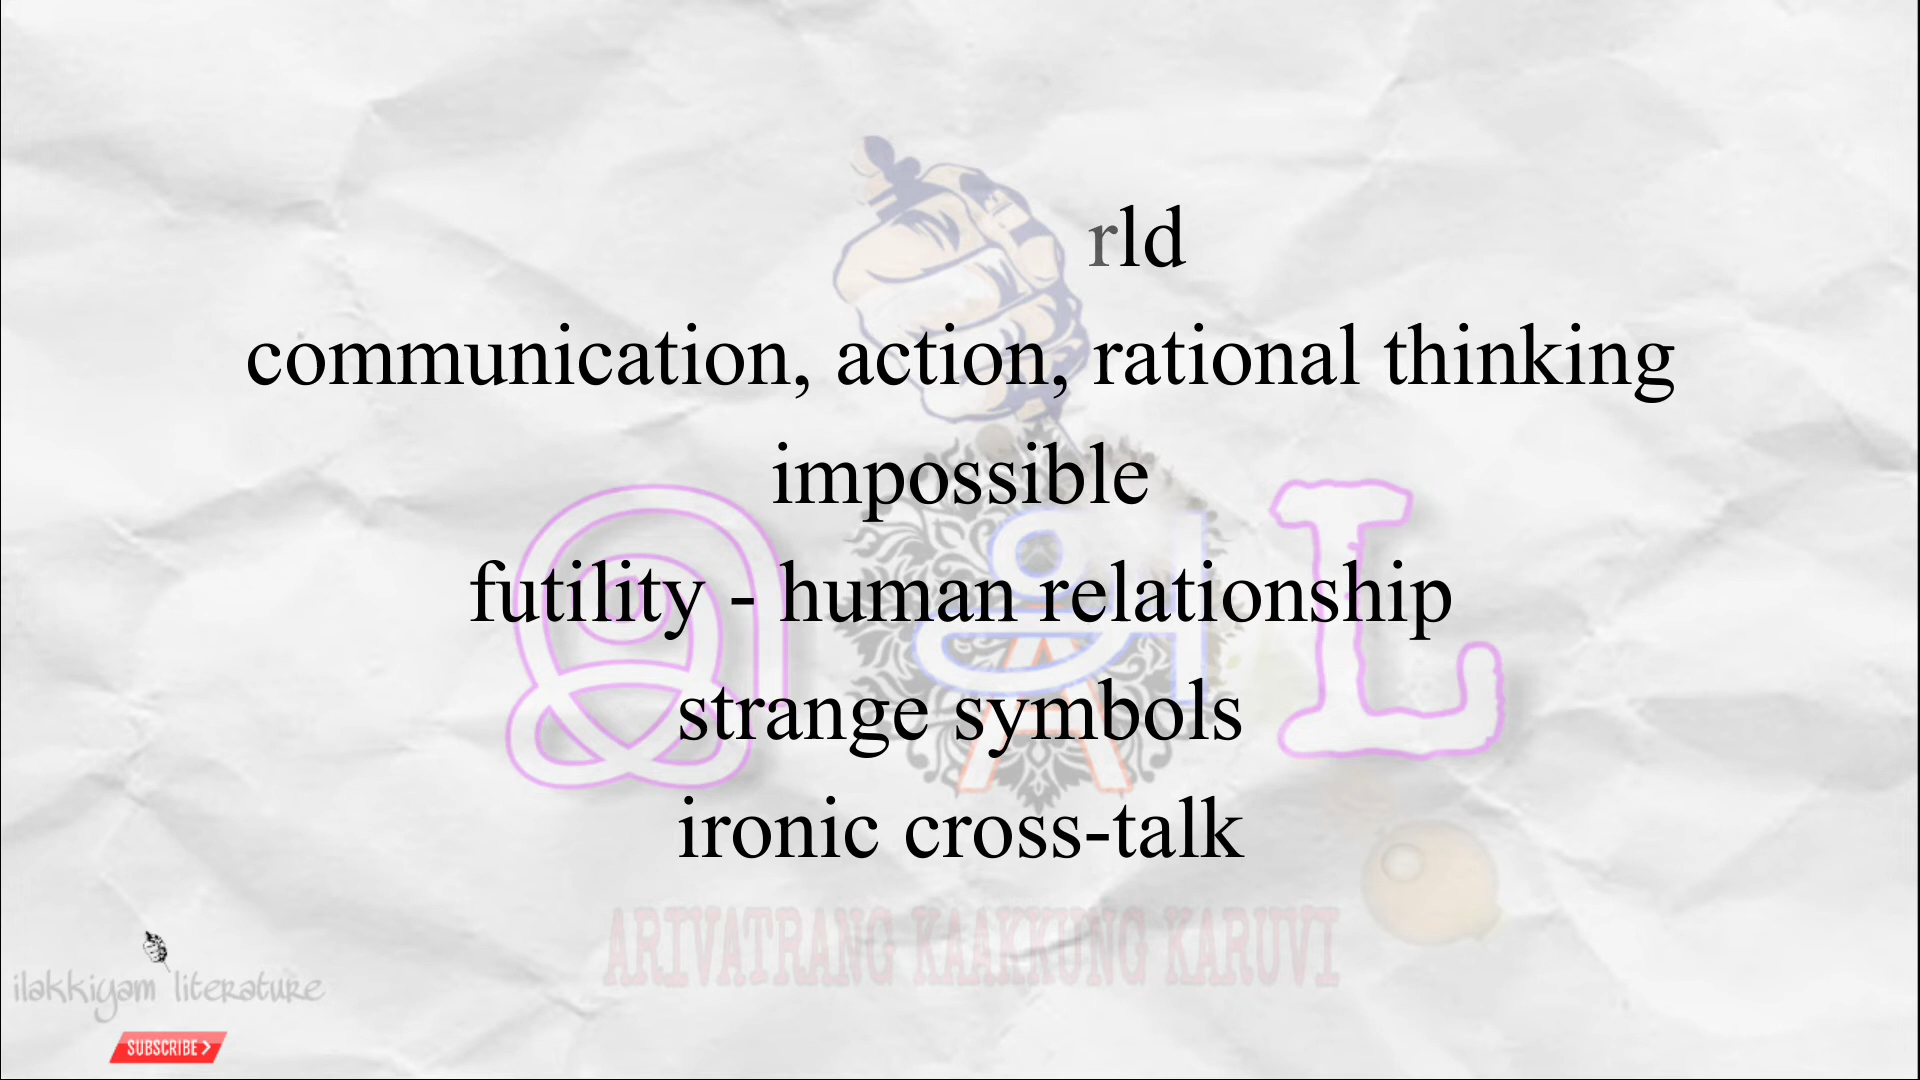 rld
communication, action, rational thinking
impossible
futility - human relationship
strange symbols
ironic cross-talk
இ அ L
A
ARIVATRANG KAAKKUNG KARUVI
ilakkiyam literature
SUBSCRIBE >